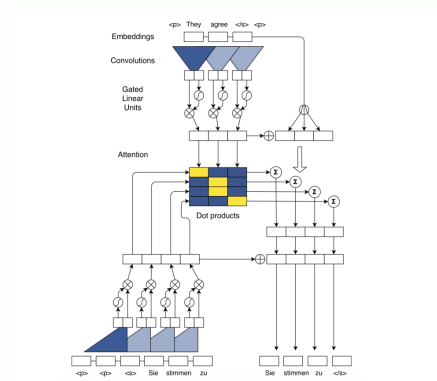 <p> They agree </s> <p>
Embeddings
Convolutions
Gated
Linear
Units
Attention
Dot products
Σ
Σ
Σ
Σ
<p> <p> <s> Sie stimmen zu
Sie stimmen zu </s>